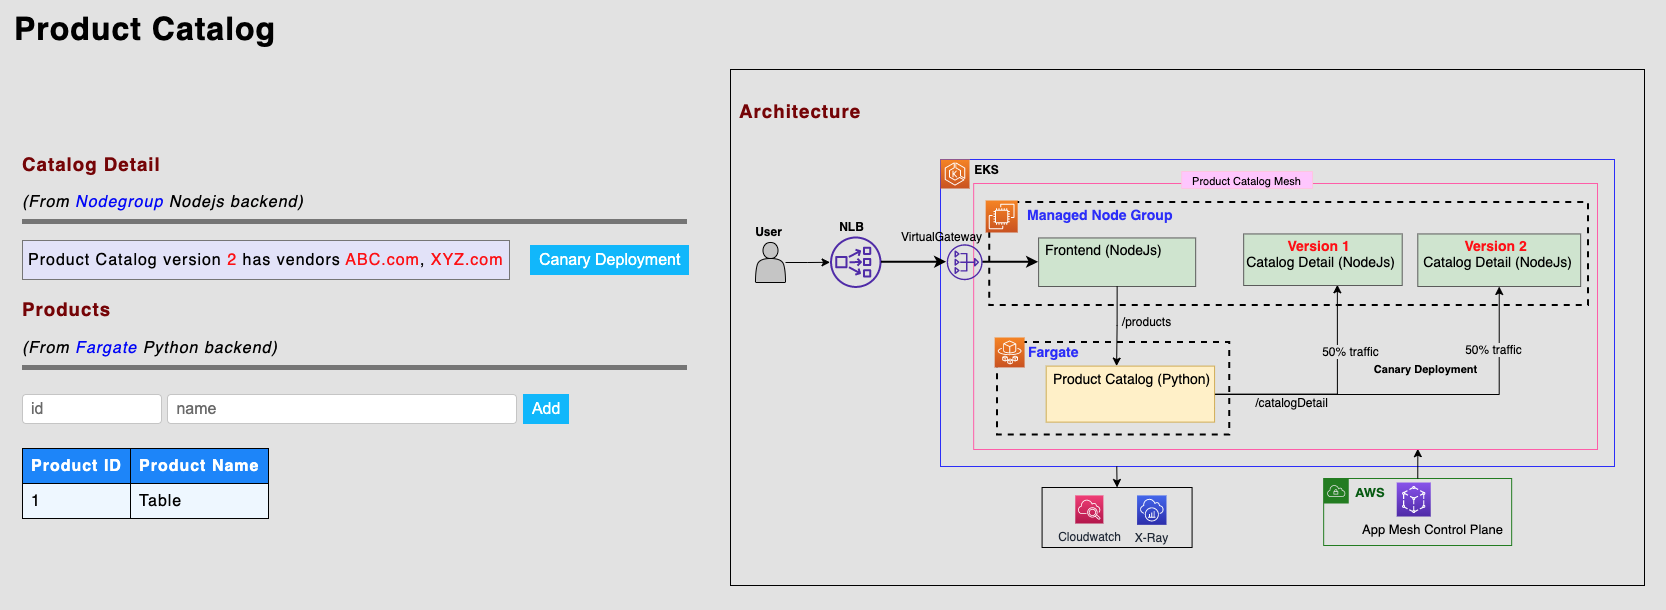 Product Catalog
Catalog Detail
(From Nodegroup Nodejs backend)
Product Catalog version 2 has vendors ABC.com, XYZ.com
Canary Deployment
Products
(From Fargate Python backend)
id
name
Add
Product ID
Product Name
1
Table
Architecture
EKS
Product Catalog Mesh
Managed Node Group
User
NLB
VirtualGateway
Frontend (NodeJs)
Version 1
Catalog Detail (NodeJs)
Version 2
Catalog Detail (NodeJs)
/products
Fargate
Product Catalog (Python)
50% traffic
50% traffic
Canary Deployment
/catalogDetail
Cloudwatch
X-Ray
AWS
App Mesh Control Plane